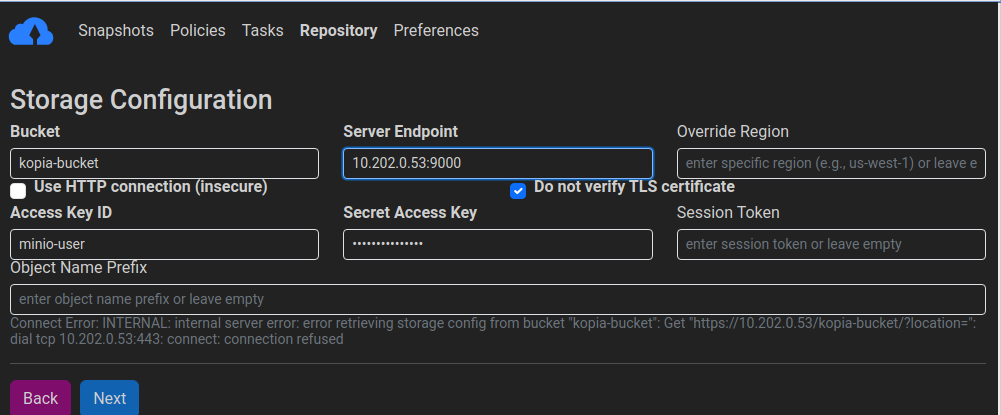 Snapshots Policies Tasks Repository Preferences
Storage Configuration
Bucket Server Endpoint Override Region
kopia-bucket 10.202.0.53:9000 enter specific region (e.g., us-west-1) or leave e
Use HTTP connection (insecure) Do not verify TLS certificate
Access Key ID Secret Access Key Session Token
minio-user ••••••••••••••• enter session token or leave empty
Object Name Prefix
enter object name prefix or leave empty
Connect Error: INTERNAL: internal server error: error retrieving storage config from bucket "kopia-bucket": Get "https://10.202.0.53/kopia-bucket/?location=":
dial tcp 10.202.0.53:443: connect: connection refused
Back Next